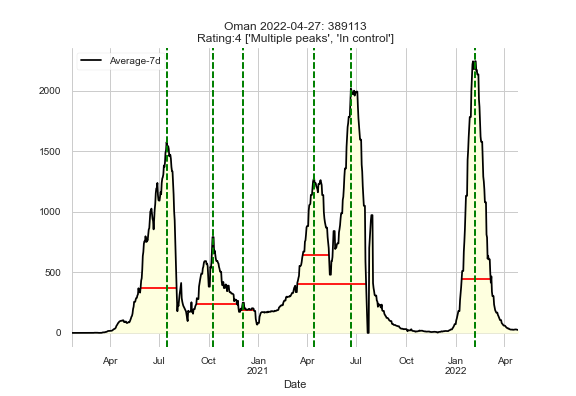 Oman 2022-04-27: 389113
Rating:4 ['Multiple peaks', 'In control']
Average-7d
2000
1500
1000
500
0
Apr Jul Oct Jan Apr Jul Oct Jan Apr
2021 2022
Date